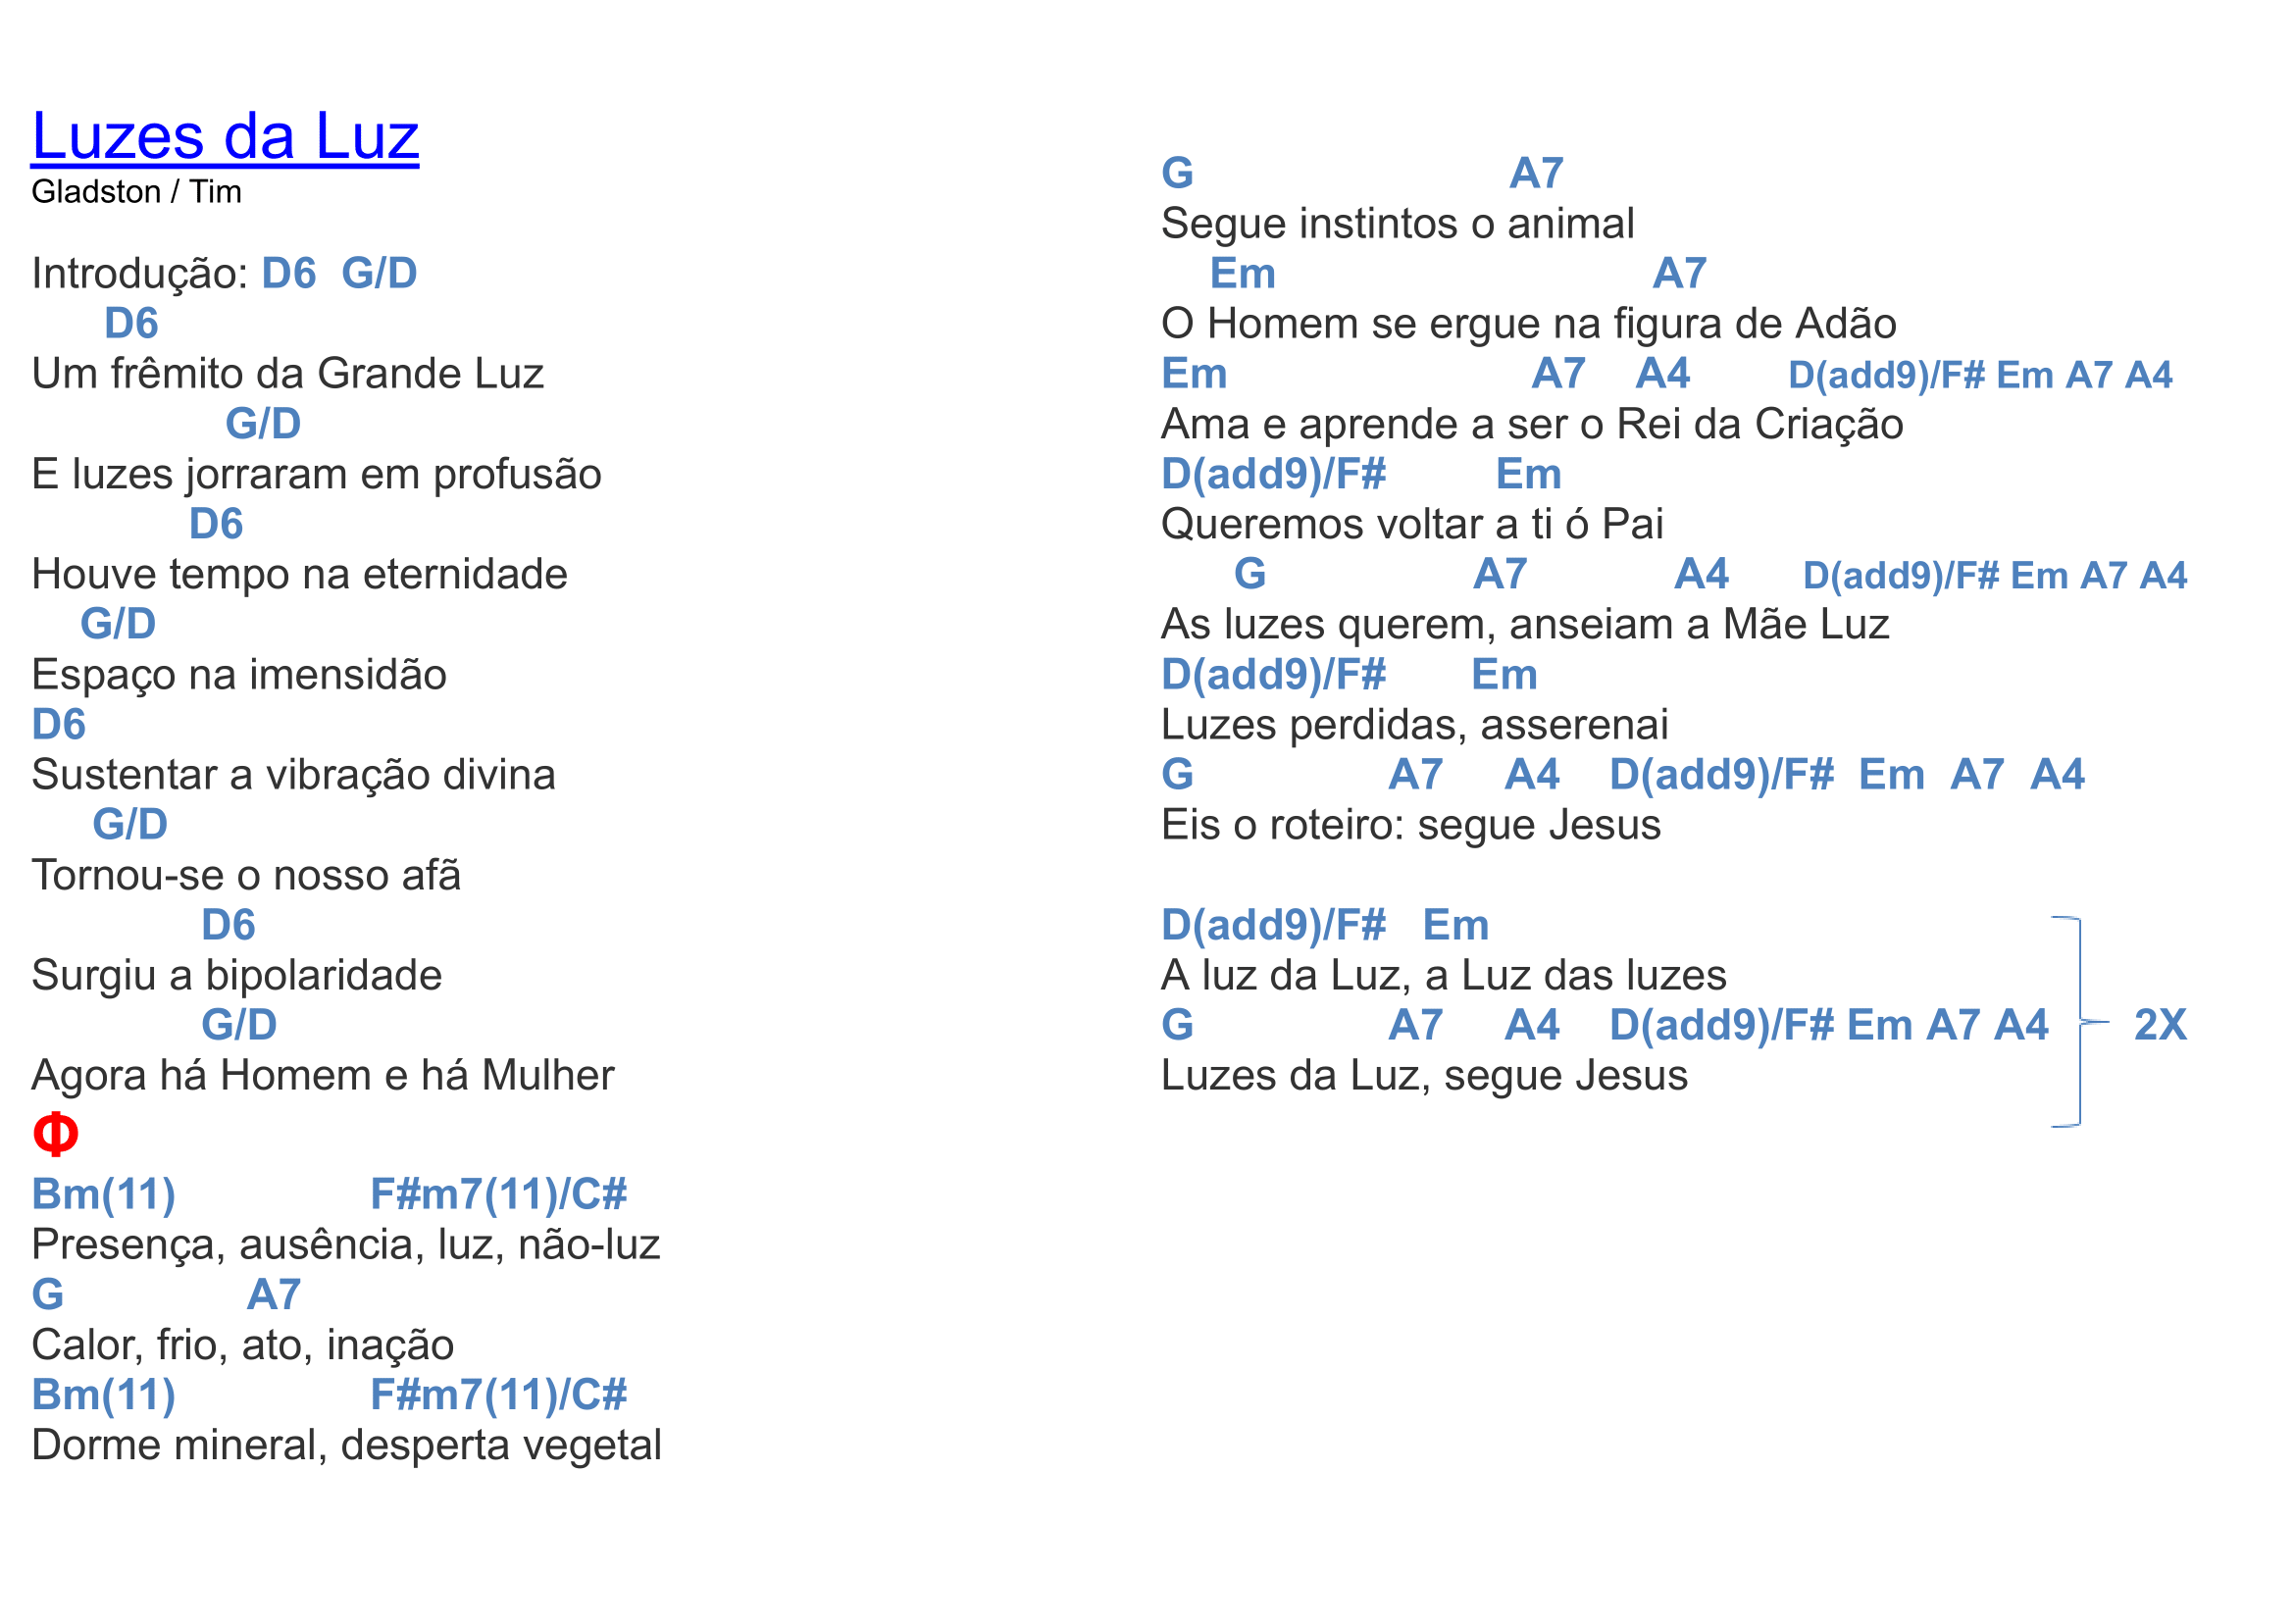 Luzes da Luz
Gladston / Tim
Introdução: D6  G/D
D6
Um frêmito da Grande Luz
G/D
E luzes jorraram em profusão
D6
Houve tempo na eternidade
G/D
Espaço na imensidão
D6
Sustentar a vibração divina
G/D
Tornou-se o nosso afã
D6
Surgiu a bipolaridade
G/D
Agora há Homem e há Mulher
Φ
Bm(11) F#m7(11)/C#
Presença, ausência, luz, não-luz
G A7
Calor, frio, ato, inação
Bm(11) F#m7(11)/C#
Dorme mineral, desperta vegetal
G A7
Segue instintos o animal
Em A7
O Homem se ergue na figura de Adão
Em A7 A4 D(add9)/F# Em A7 A4
Ama e aprende a ser o Rei da Criação
D(add9)/F# Em
Queremos voltar a ti ó Pai
G A7 A4 D(add9)/F# Em A7 A4
As luzes querem, anseiam a Mãe Luz
D(add9)/F# Em
Luzes perdidas, asserenai
G A7 A4 D(add9)/F# Em A7 A4
Eis o roteiro: segue Jesus
D(add9)/F# Em
A luz da Luz, a Luz das luzes
G A7 A4 D(add9)/F# Em A7 A4 2X
Luzes da Luz, segue Jesus